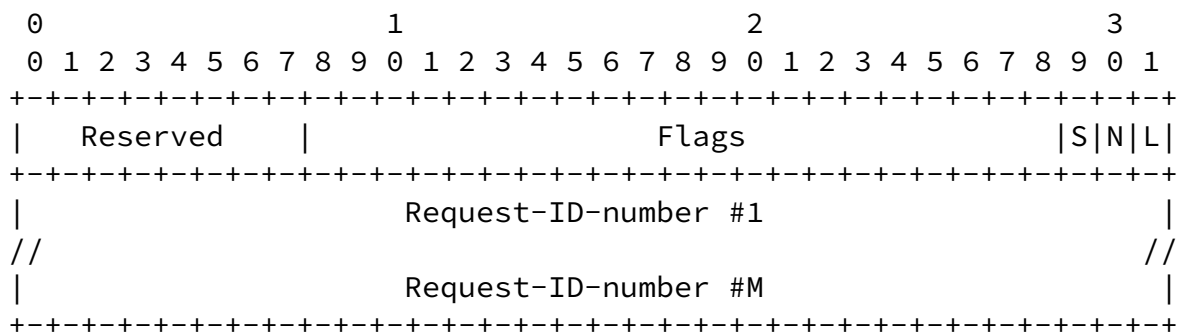 0                   1                   2                   3
 0 1 2 3 4 5 6 7 8 9 0 1 2 3 4 5 6 7 8 9 0 1 2 3 4 5 6 7 8 9 0 1
+-+-+-+-+-+-+-+-+-+-+-+-+-+-+-+-+-+-+-+-+-+-+-+-+-+-+-+-+-+-+-+-+
|   Reserved    |                   Flags                 |S|N|L|
+-+-+-+-+-+-+-+-+-+-+-+-+-+-+-+-+-+-+-+-+-+-+-+-+-+-+-+-+-+-+-+-+
|                     Request-ID-number #1                      |
//                                                             //
|                     Request-ID-number #M                      |
+-+-+-+-+-+-+-+-+-+-+-+-+-+-+-+-+-+-+-+-+-+-+-+-+-+-+-+-+-+-+-+-+